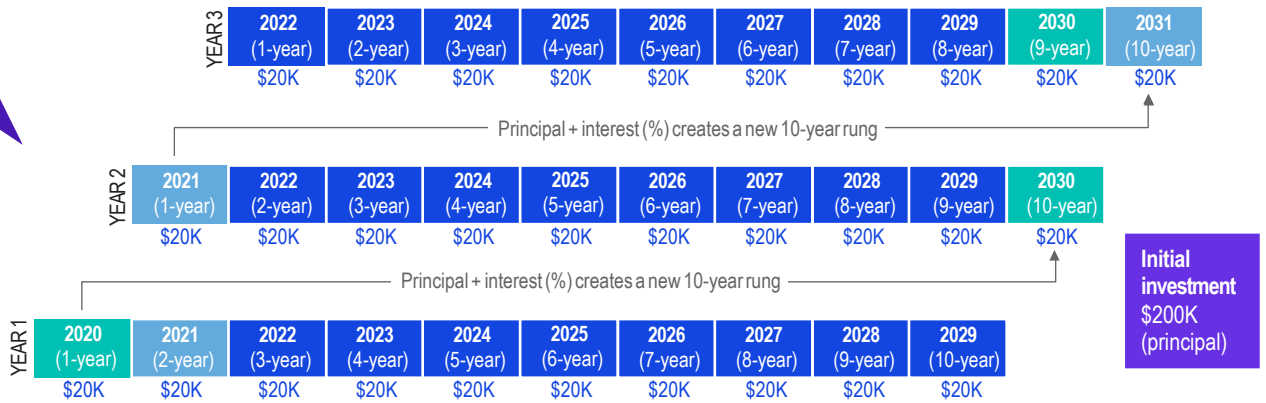 YEAR 3
2022 2023 2024 2025 2026 2027 2028 2029 2030 2031
(1-year) (2-year) (3-year) (4-year) (5-year) (6-year) (7-year) (8-year) (9-year) (10-year)
$20K $20K $20K $20K $20K $20K $20K $20K $20K $20K
Principal + interest (%) creates a new 10-year rung
YEAR 2
2021 2022 2023 2024 2025 2026 2027 2028 2029 2030
(1-year) (2-year) (3-year) (4-year) (5-year) (6-year) (7-year) (8-year) (9-year) (10-year)
$20K $20K $20K $20K $20K $20K $20K $20K $20K $20K
Principal + interest (%) creates a new 10-year rung
YEAR 1
2020 2021 2022 2023 2024 2025 2026 2027 2028 2029
(1-year) (2-year) (3-year) (4-year) (5-year) (6-year) (7-year) (8-year) (9-year) (10-year)
$20K $20K $20K $20K $20K $20K $20K $20K $20K $20K
Initial
investment
$200K
(principal)